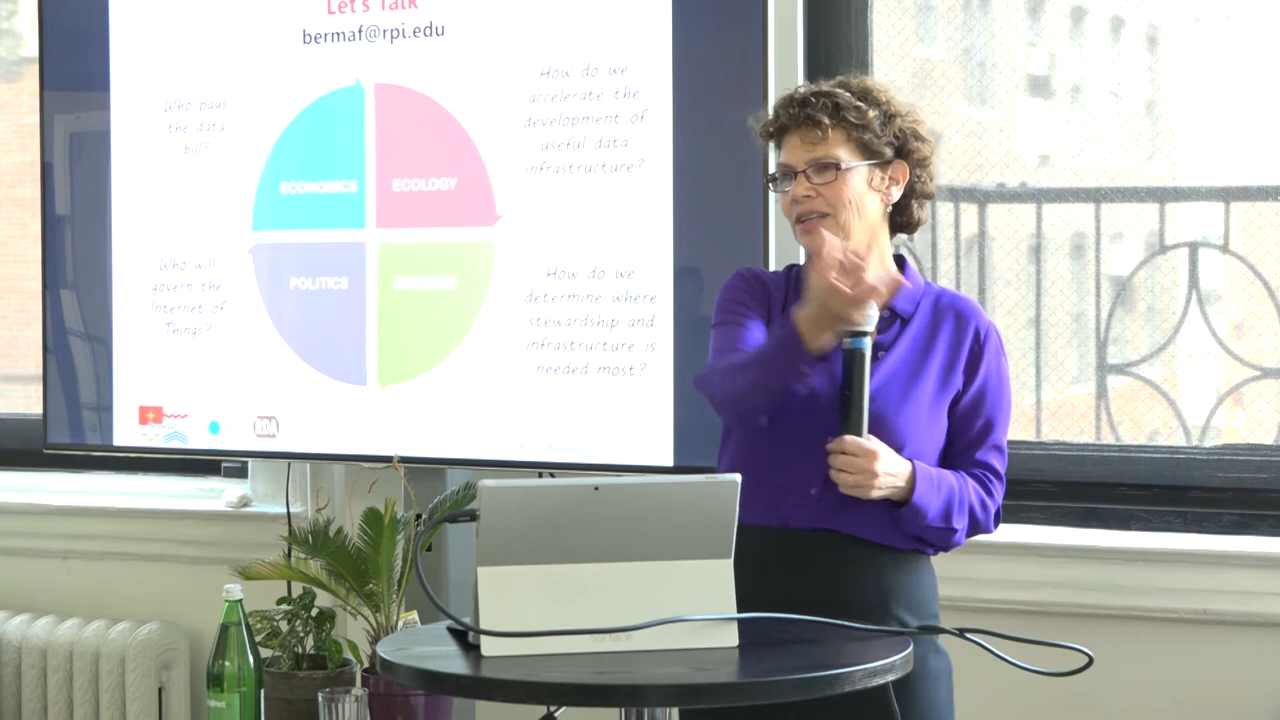 Let's Talk
bermaf@rpi.edu
Who pays
the data
bill?
How do we
accelerate the
development of
useful data
infrastructure?
ECONOMICS
ECOLOGY
POLITICS
Who will
govern the
Internet of
Things?
How do we
determine where
stewardship and
infrastructure is
needed most?
RDA